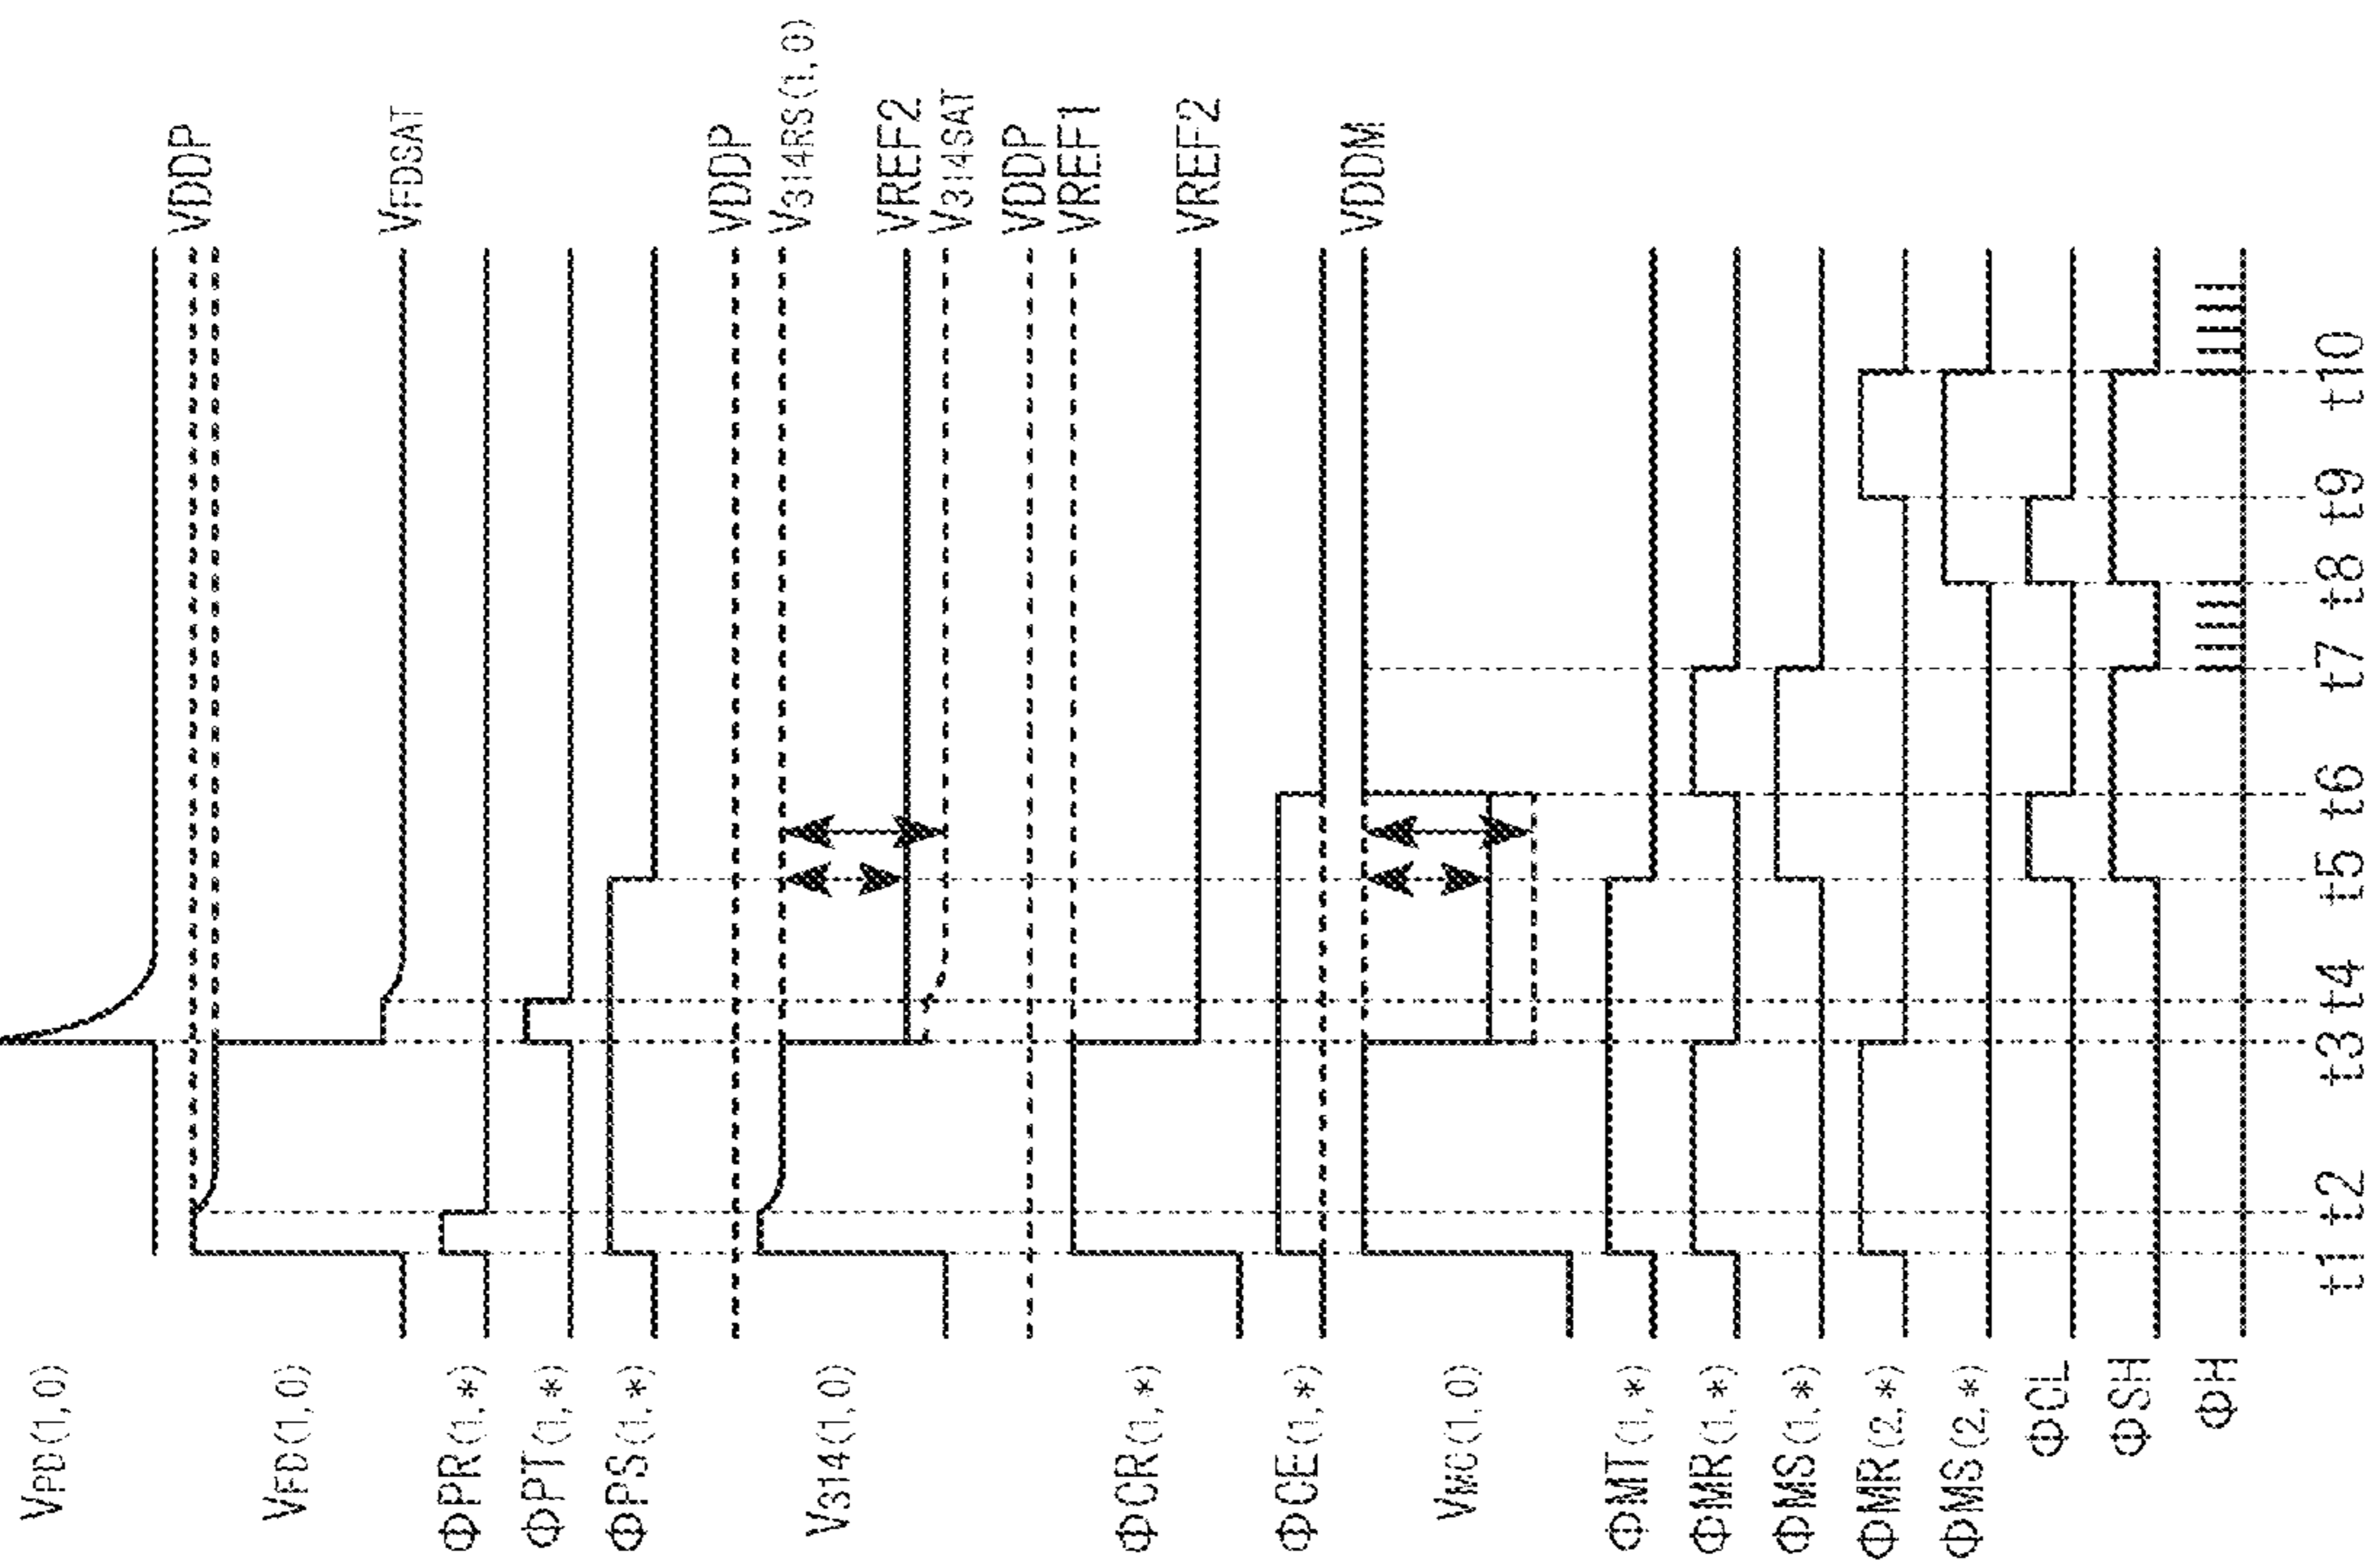 VPD(1,0)
VFD(1,0)
ΦPR(1,*)
ΦPT(1,*)
ΦPS(1,*)
V314(1,0)
ΦCR(1,*)
ΦCE(1,*)
VMC(1,0)
ΦMT(1,*)
ΦMR(1,*)
ΦMS(1,*)
ΦMR(2,*)
ΦMS(2,*)
ΦCL
ΦSH
ΦH
VDDP
VFDSAT
VDDP
V314RS(1,0)
VREF2
V314SAT
VDDP
VREF1
VREF2
VDDM
t1 t2 t3 t4 t5 t6 t7 t8 t9 t10